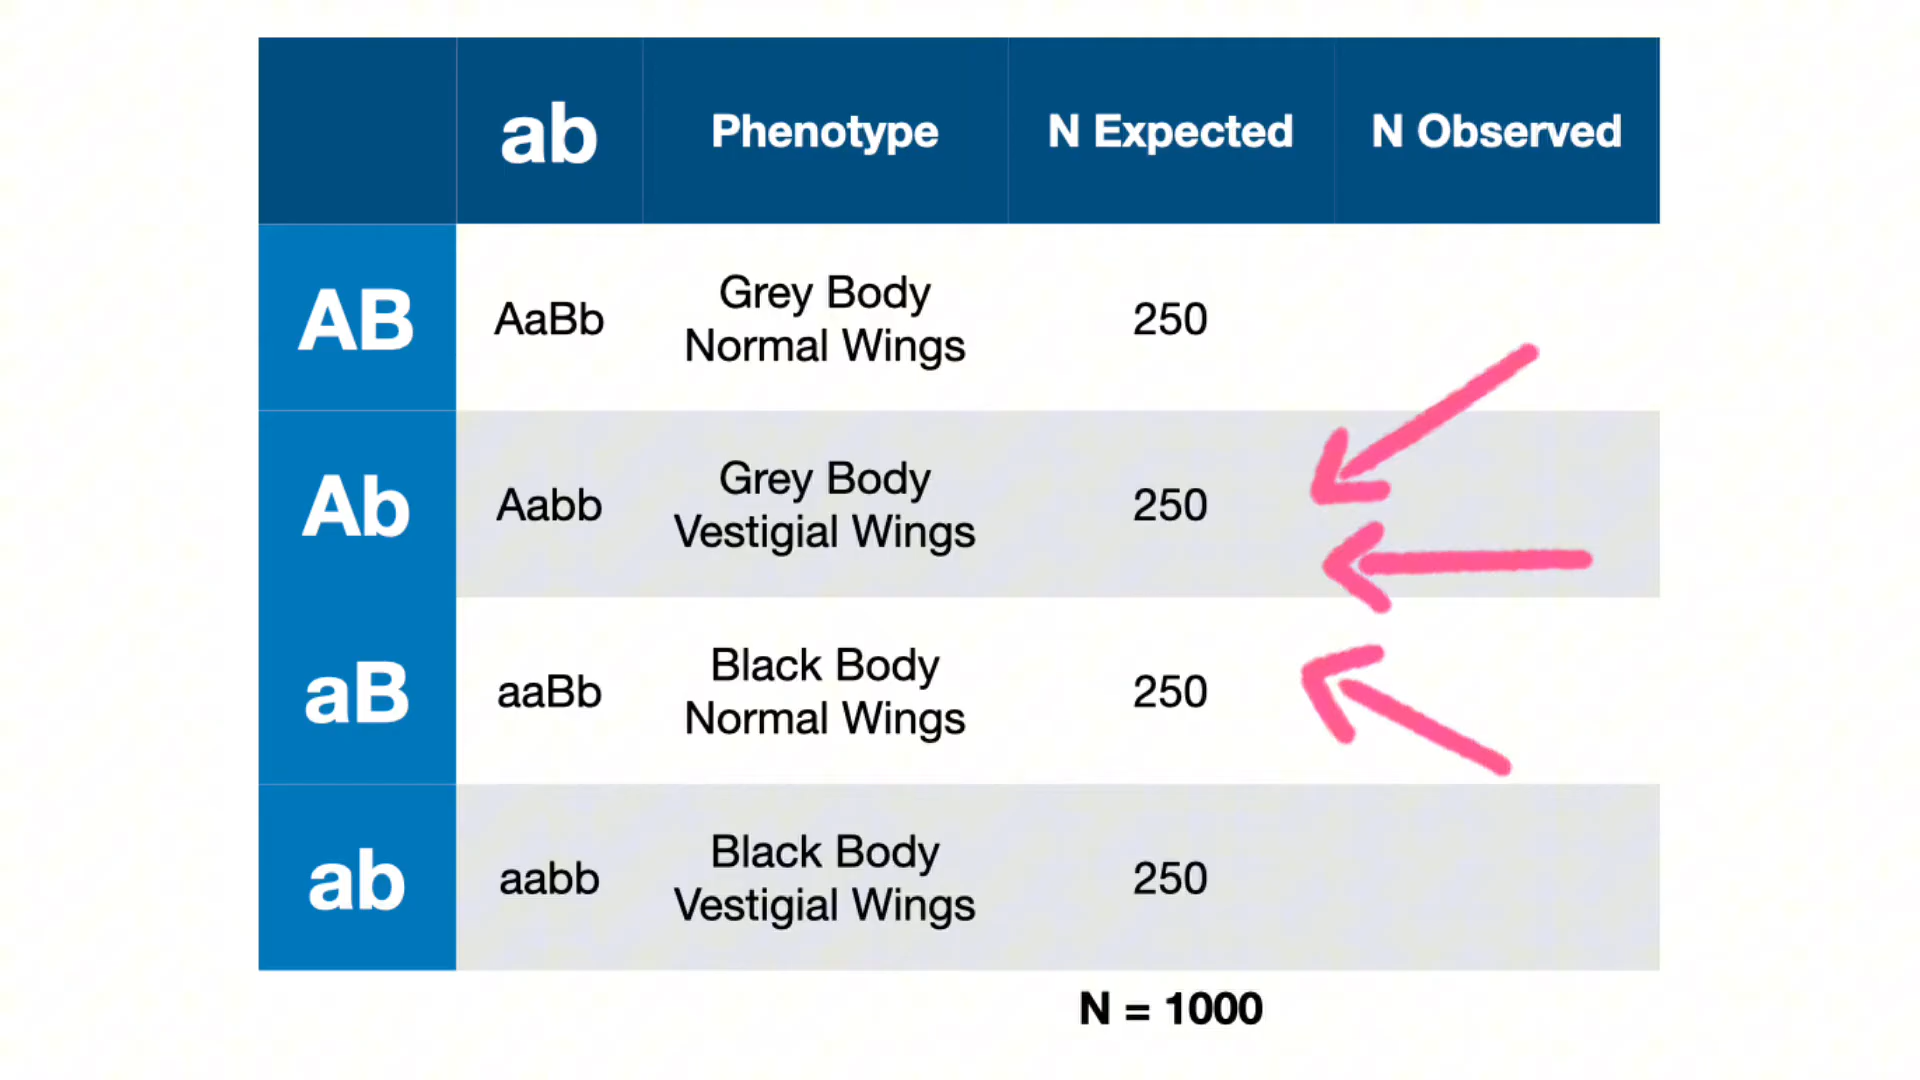 ab Phenotype N Expected N Observed
AB AaBb Grey Body Normal Wings 250
Ab Aabb Grey Body Vestigial Wings 250
aB aaBb Black Body Normal Wings 250
ab aabb Black Body Vestigial Wings 250
N = 1000